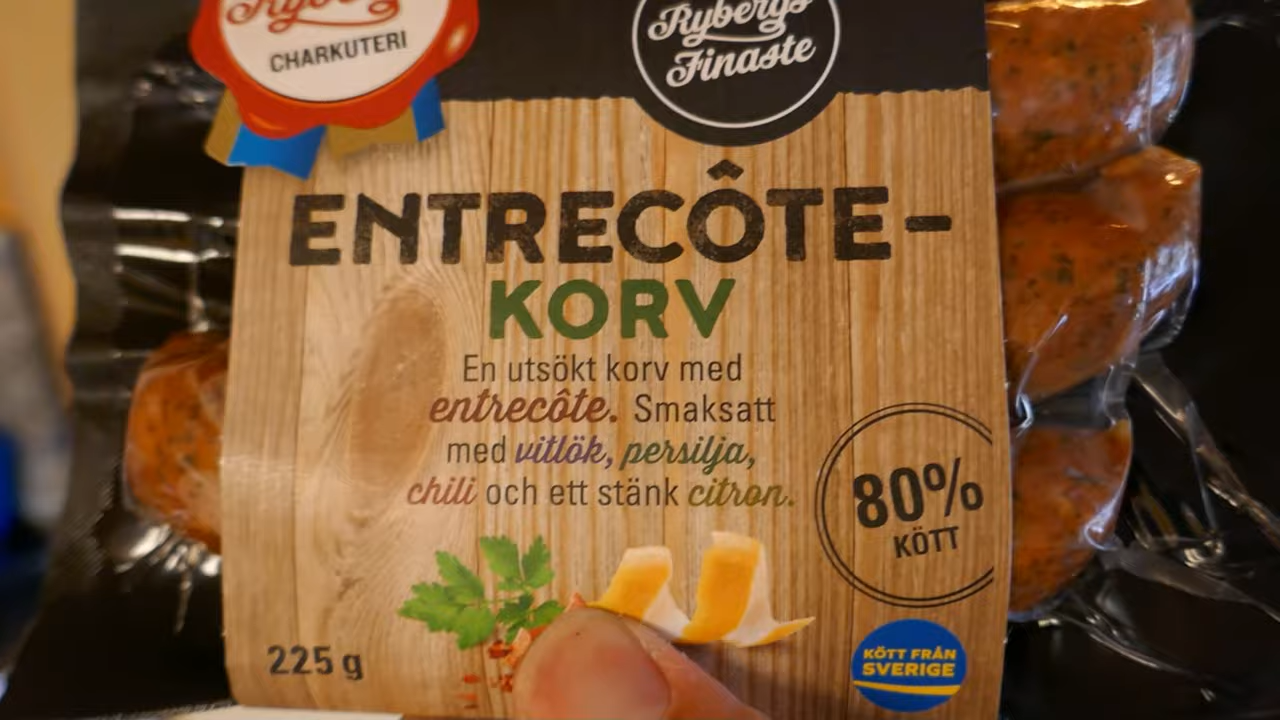 Rybergs
CHARKUTERI
Rybergs
Finaste
ENTRECÔTE-
KORV
En utsökt korv med
entrecôte. Smaksatt
med vitlök, persilja,
chili och ett stänk citron.
80%
KÖTT
225 g
KÖTT FRÅN
SVERIGE